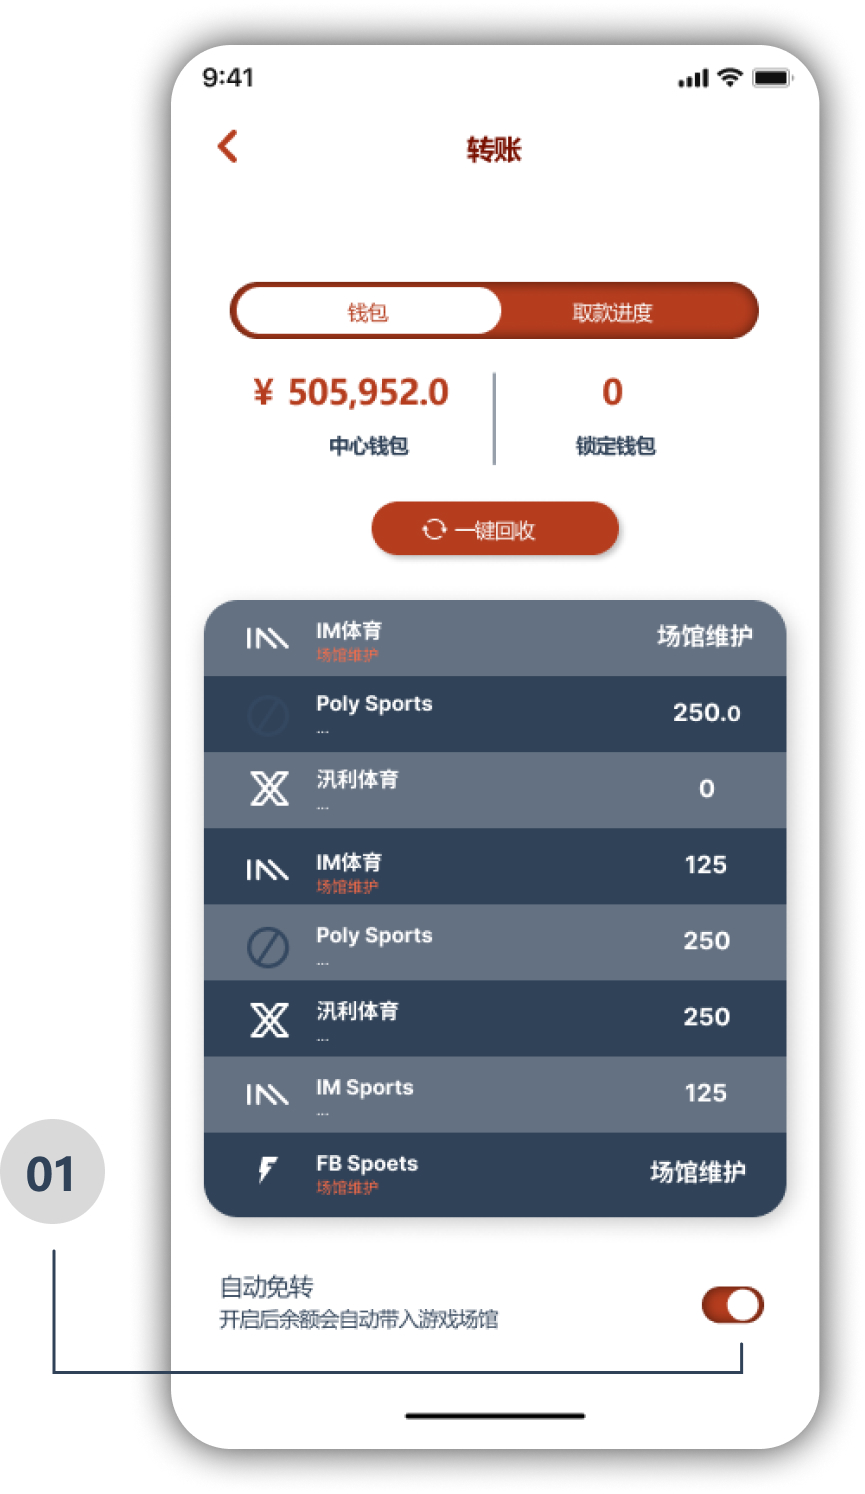 9:41
转账
钱包
取款进度
¥ 505,952.0
0
中心钱包
锁定钱包
一键回收
IM体育
场馆维护
场馆维护
Poly Sports
...
250.0
汛利体育
...
0
IM体育
场馆维护
125
Poly Sports
...
250
汛利体育
...
250
IM Sports
...
125
FB Spoets
场馆维护
场馆维护
01
自动免转
开启后余额会自动带入游戏场馆